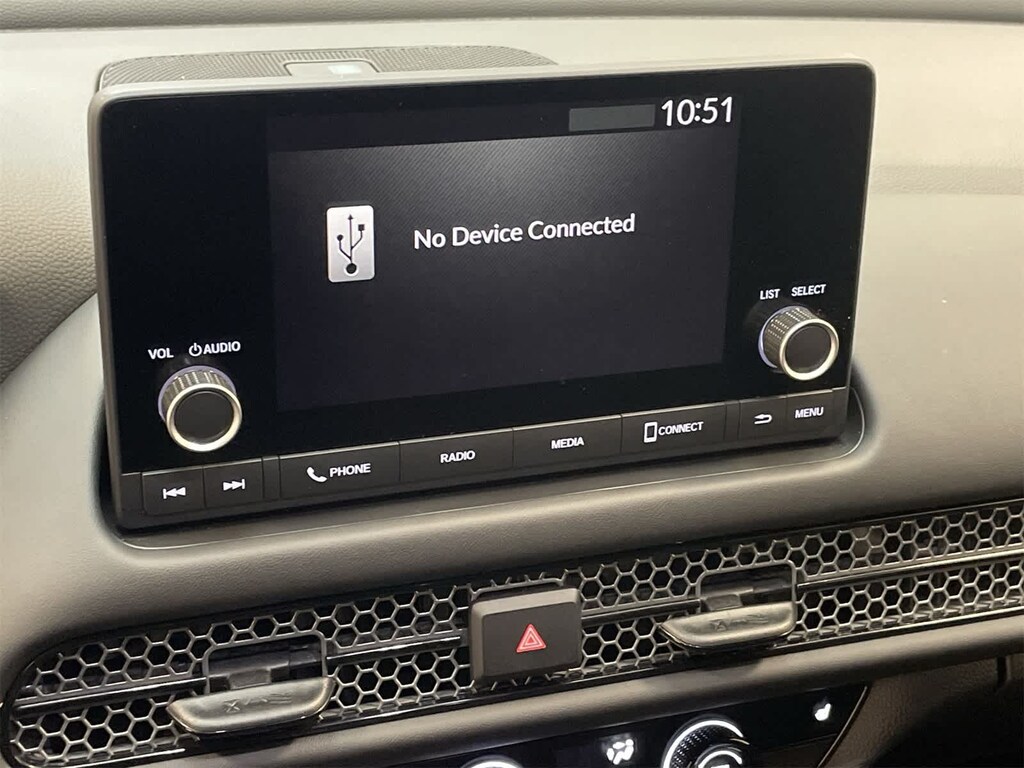 10:51
No Device Connected
LIST SELECT
VOL AUDIO
PHONE
RADIO
MEDIA
CONNECT
MENU